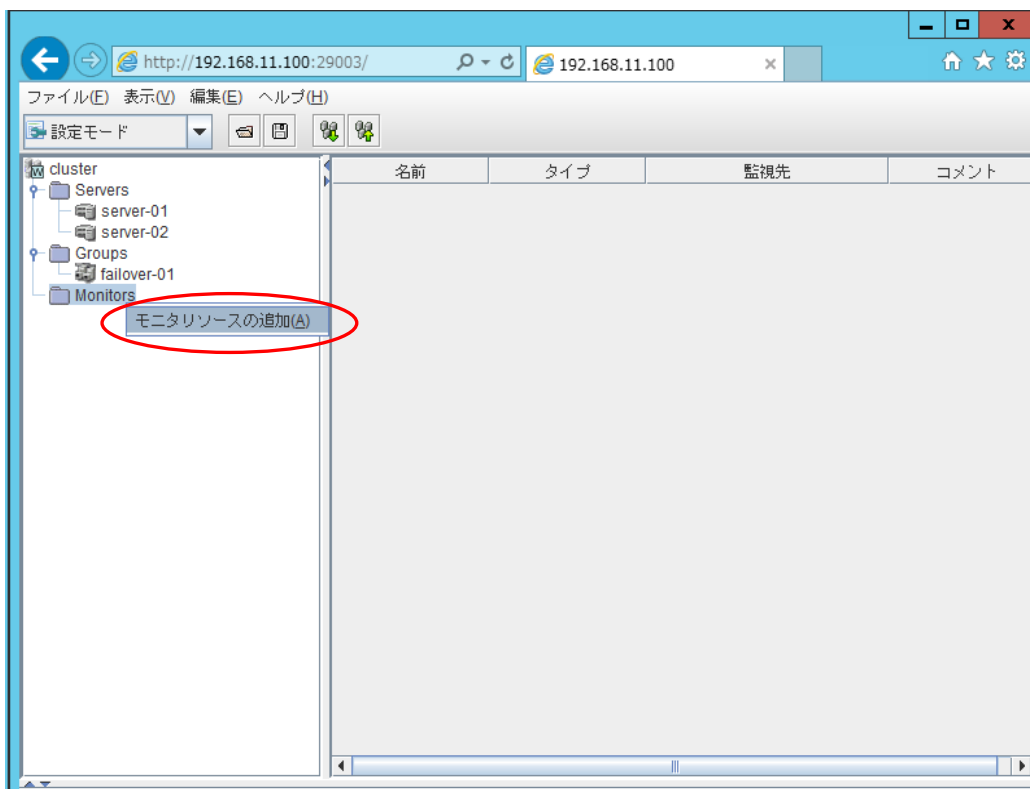 http://192.168.11.100:29003/
192.168.11.100
ファイル(F) 表示(V) 編集(E) ヘルプ(H)
設定モード
cluster
Servers
server-01
server-02
Groups
failover-01
Monitors
モニタリソースの追加(A)
名前 タイプ 監視先 コメント